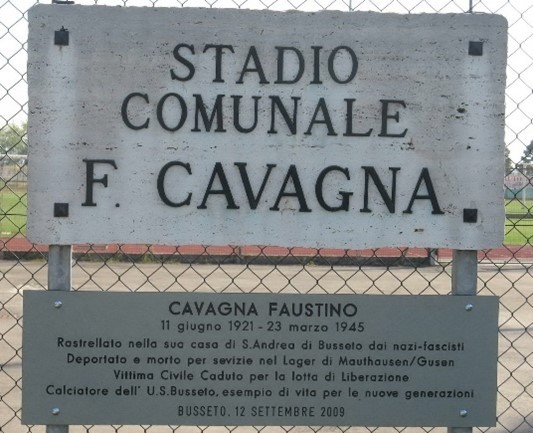 STADIO
COMUNALE
F. CAVAGNA
CAVAGNA FAUSTINO
11 giugno 1921 - 23 marzo 1945
Rastrellato nella sua casa di S.Andrea di Busseto dai nazi-fascisti
Deportato e morto per sevizie nel Lager di Mauthausen/Gusen
Vittima Civile Caduto per la lotta di Liberazione
Calciatore dell' U.S.Busseto, esempio di vita per le nuove generazioni
BUSSETO, 12 SETTEMBRE 2009